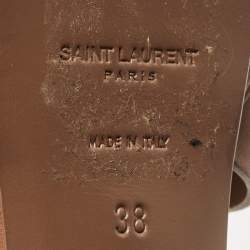 SAINT LAURENT
PARIS
MADE IN ITALY
38